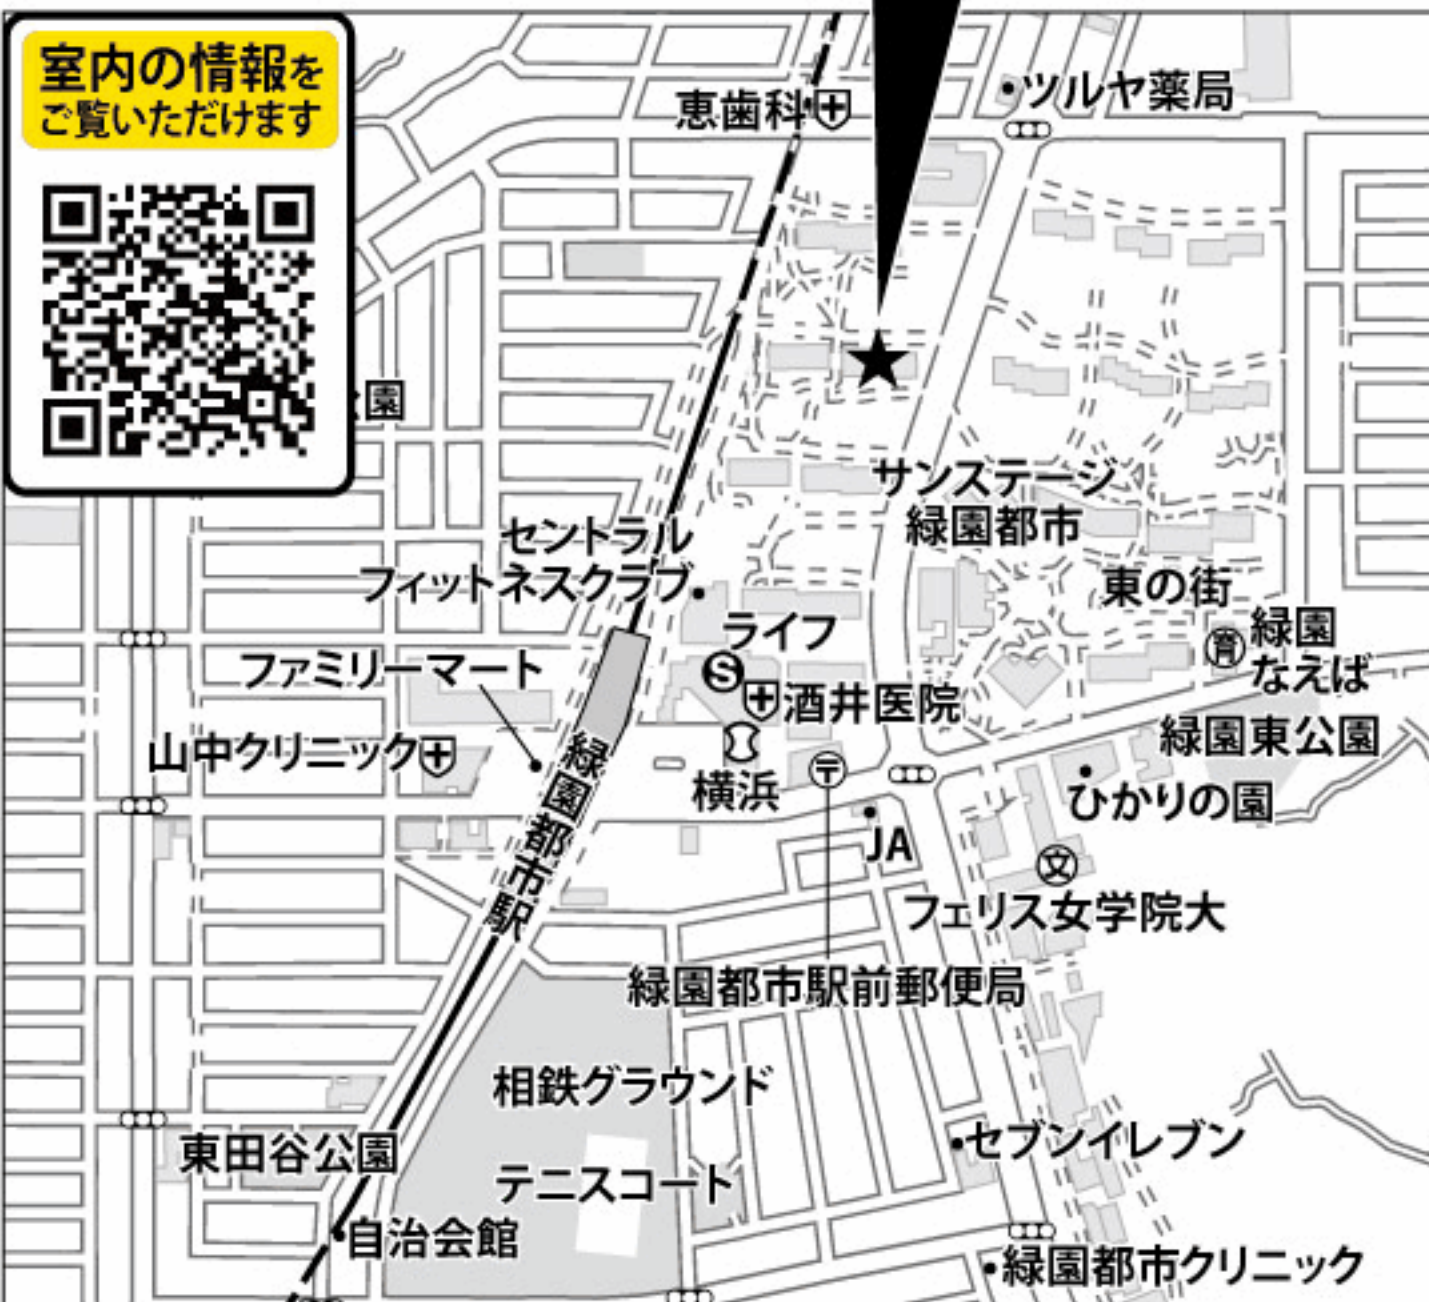 室内の情報を
ご覧いただけます
恵歯科
ツルヤ薬局
園
サンステージ
緑園都市
セントラル
フィットネスクラブ
東の街
ライフ
S
緑園
なえば
ファミリーマート
酒井医院
山中クリニック
緑園東公園
横浜
〒
ひかりの園
緑園都市駅
JA
文
フェリス女学院大
緑園都市駅前郵便局
相鉄グラウンド
東田谷公園
セブンイレブン
テニスコート
自治会館
緑園都市クリニック